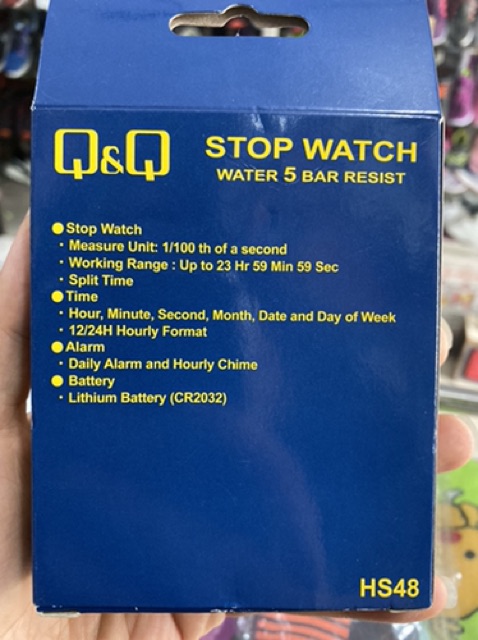 Q&Q
STOP WATCH
WATER 5 BAR RESIST
● Stop Watch
· Measure Unit: 1/100 th of a second
· Working Range : Up to 23 Hr 59 Min 59 Sec
· Split Time
● Time
· Hour, Minute, Second, Month, Date and Day of Week
· 12/24H Hourly Format
● Alarm
· Daily Alarm and Hourly Chime
● Battery
· Lithium Battery (CR2032)
HS48